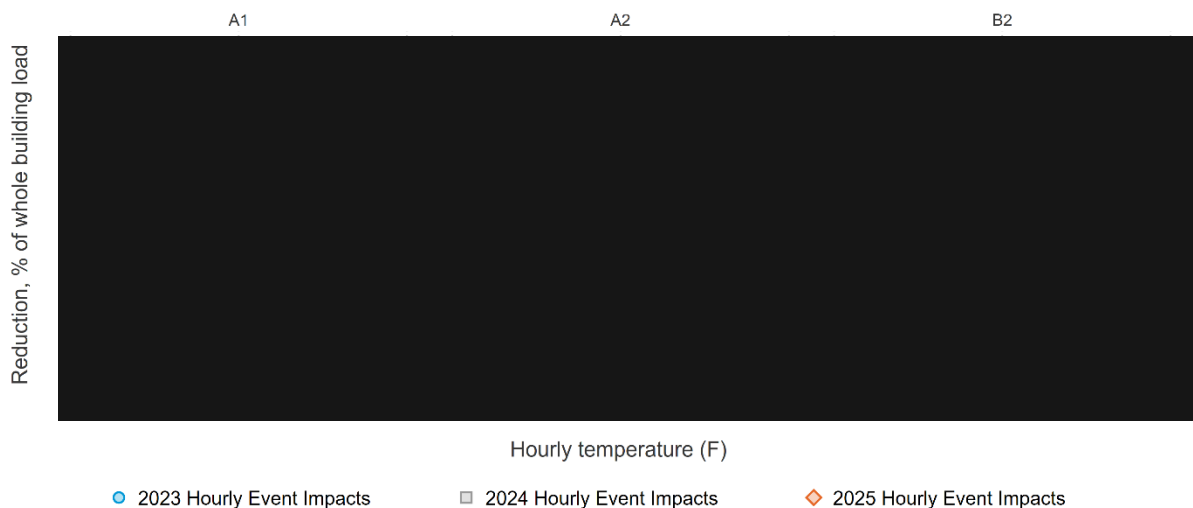 A1 A2 B2
Reduction, % of whole building load
Hourly temperature (F)
2023 Hourly Event Impacts 2024 Hourly Event Impacts 2025 Hourly Event Impacts